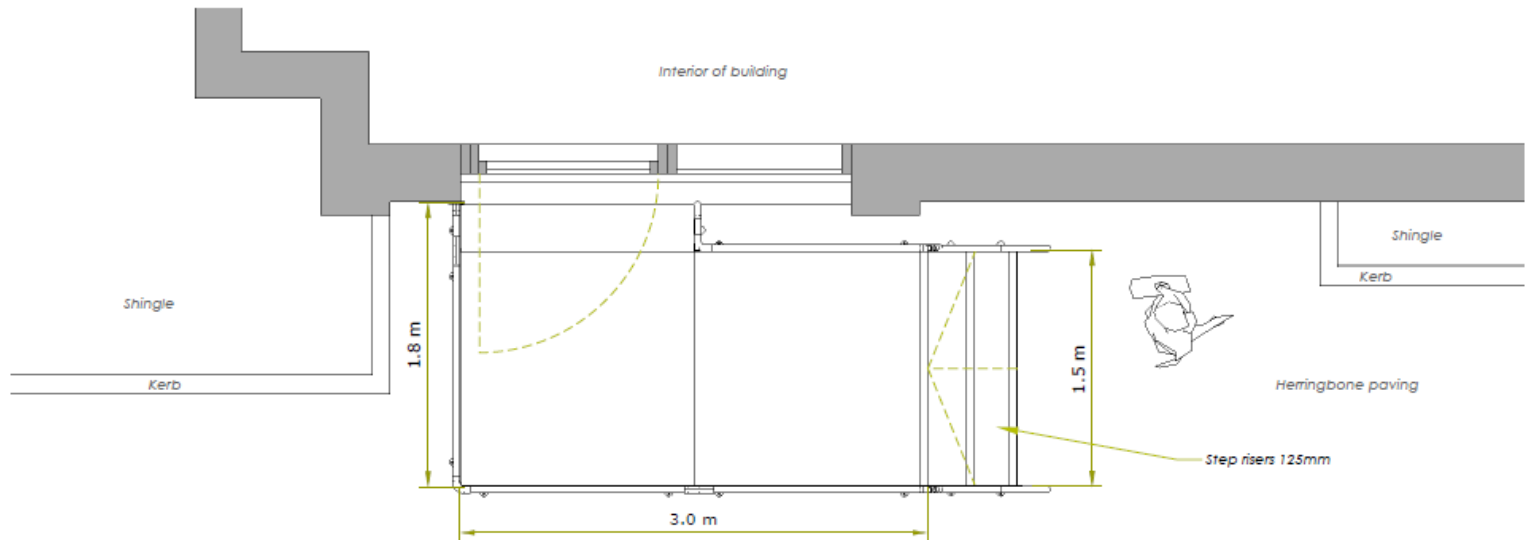 Interior of building
Shingle
Shingle
Kerb
1.8 m
1.5 m
Kerb
Herringbone paving
Step risers 125mm
3.0 m